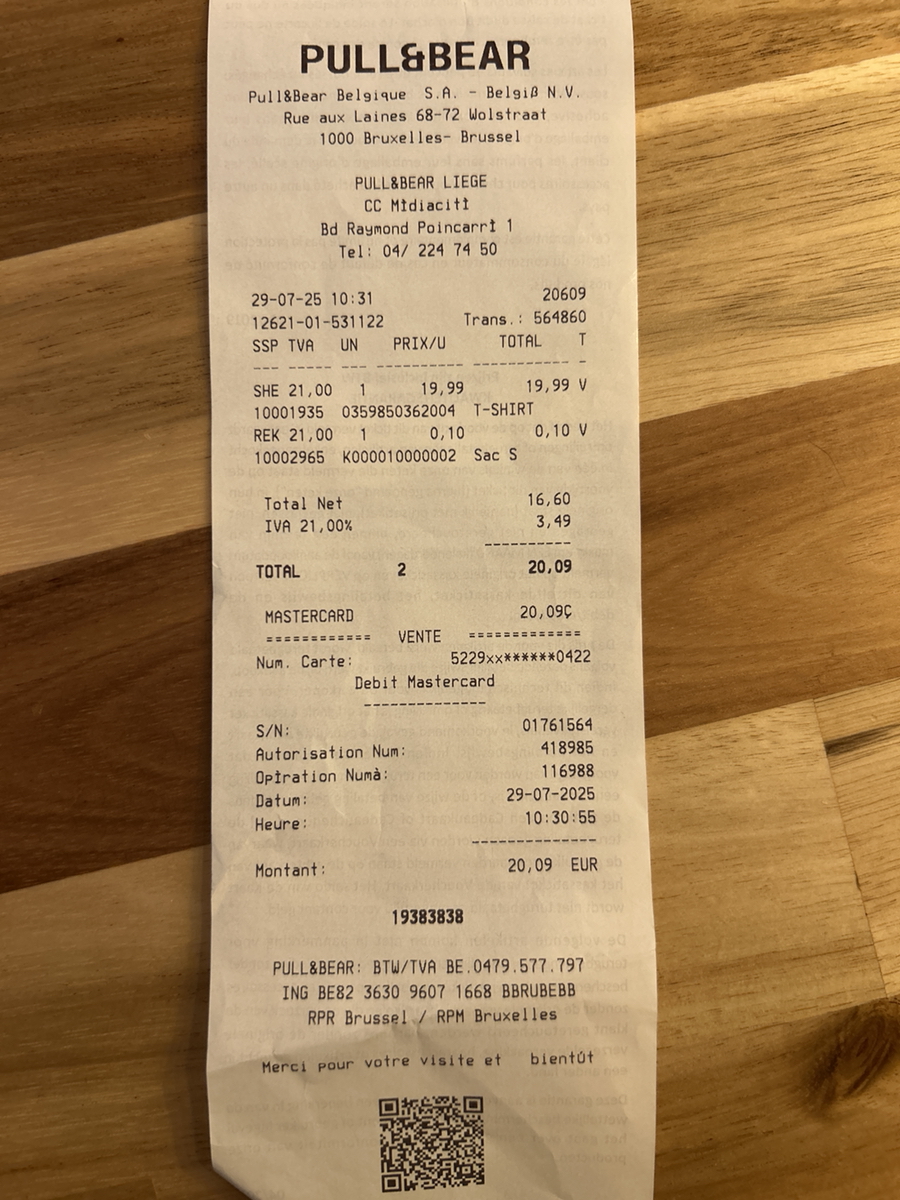 PULL&BEAR
Pull&Bear Belgique S.A. - Belgiß N.V.
Rue aux Laines 68-72 Wolstraat
1000 Bruxelles- Brussel
PULL&BEAR LIEGE
CC Mìdiacitì
Bd Raymond Poincarrì 1
Tel: 04/ 224 74 50
29-07-25 10:31 20609
12621-01-531122 Trans.: 564860
SSP TVA UN PRIX/U TOTAL T
--- ----- --- ---------- ----------- -
SHE 21,00 1 19,99 19,99 V
10001935 0359850362004 T-SHIRT
REK 21,00 1 0,10 0,10 V
10002965 K000010000002 Sac S
Total Net 16,60
IVA 21,00% 3,49
----------
TOTAL 2 20,09
MASTERCARD 20,09Ç
============ VENTE =============
Num. Carte: 5229xx******0422
Debit Mastercard
--------------
S/N: 01761564
Autorisation Num: 418985
Opìration Numà: 116988
Datum: 29-07-2025
Heure: 10:30:55
--------------
Montant: 20,09 EUR
19383838
PULL&BEAR: BTW/TVA BE.0479.577.797
ING BE82 3630 9607 1668 BBRUBEBB
RPR Brussel / RPM Bruxelles
Merci pour votre visite et bientút